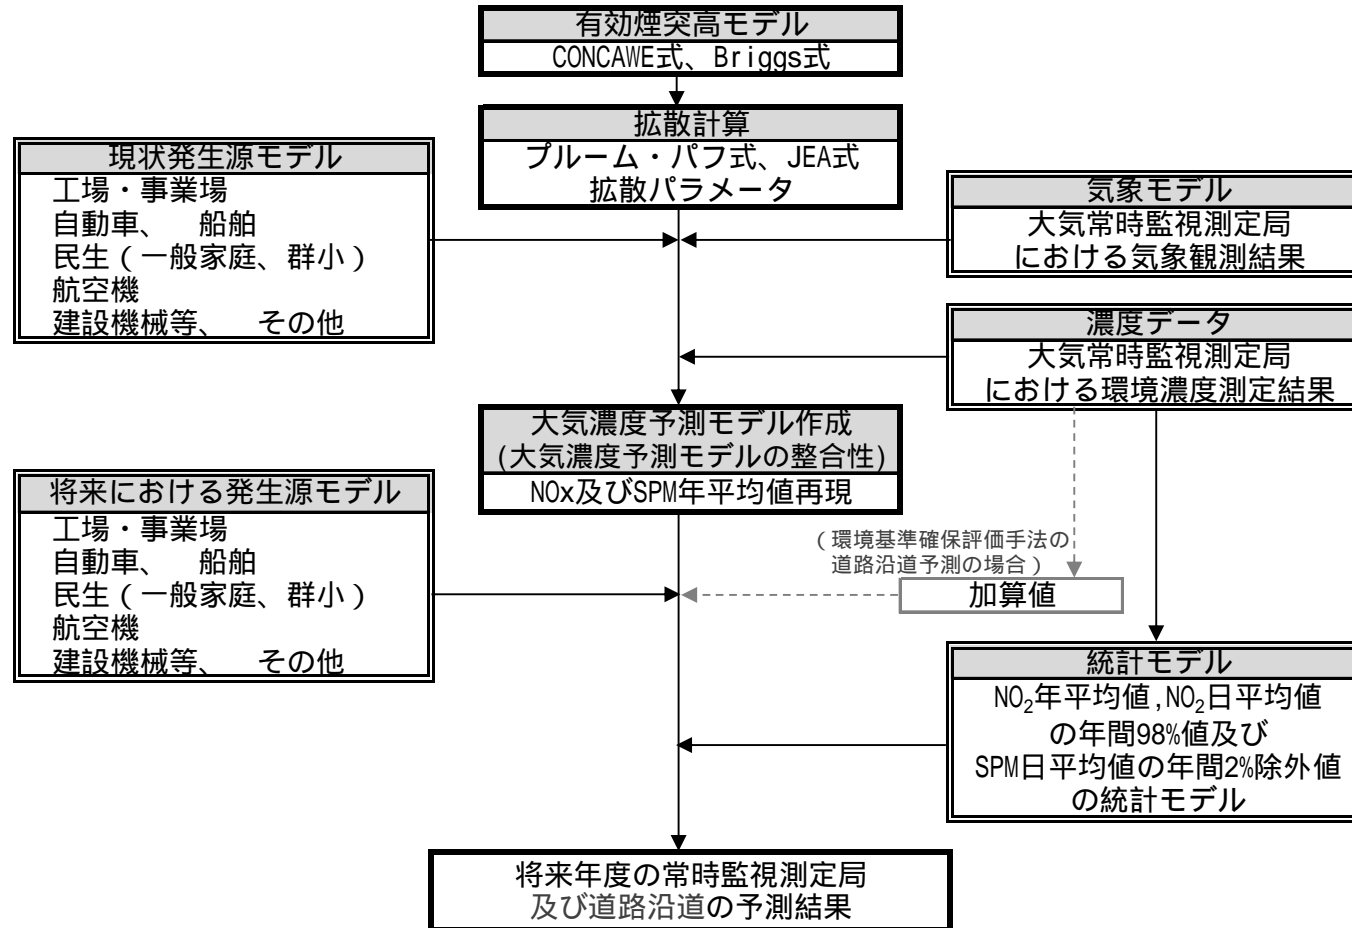 有効煙突高モデル
CONCAWE式、Briggs式
拡散計算
プルーム・パフ式、JEA式
拡散パラメータ
現状発生源モデル
工場・事業場
自動車、　船舶
民生（一般家庭、群小）
航空機
建設機械等、　その他
気象モデル
大気常時監視測定局
における気象観測結果
濃度データ
大気常時監視測定局
における環境濃度測定結果
大気濃度予測モデル作成
(大気濃度予測モデルの整合性)
NOx及びSPM年平均値再現
将来における発生源モデル
工場・事業場
自動車、　船舶
民生（一般家庭、群小）
航空機
建設機械等、　その他
（環境基準確保評価手法の
道路沿道予測の場合）
加算値
統計モデル
NO₂年平均値,NO₂日平均値
の年間98%値及び
SPM日平均値の年間2%除外値
の統計モデル
将来年度の常時監視測定局
及び道路沿道の予測結果